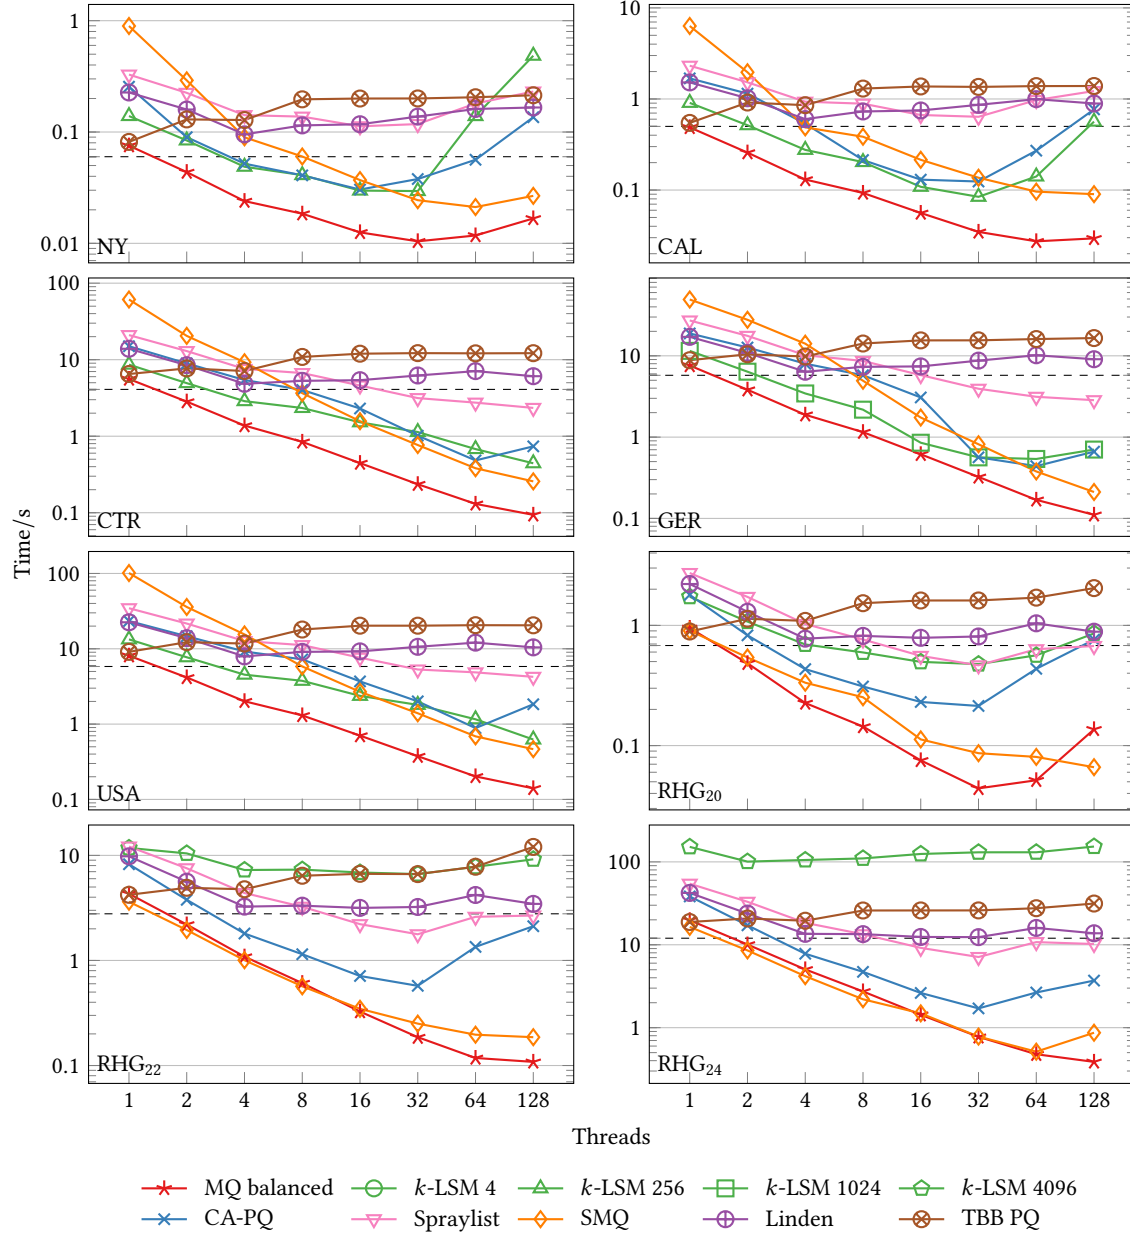 1
0.1
0.01
NY
10
1
0.1
CAL
100
10
1
0.1
CTR
10
1
0.1
GER
Time/s
100
10
1
0.1
USA
1
0.1
RHG20
10
1
0.1
RHG22
1 2 4 8 16 32 64 128
100
10
1
RHG24
1 2 4 8 16 32 64 128
Threads
MQ balanced k-LSM 4 k-LSM 256 k-LSM 1024 k-LSM 4096
CA-PQ Spraylist SMQ Linden TBB PQ